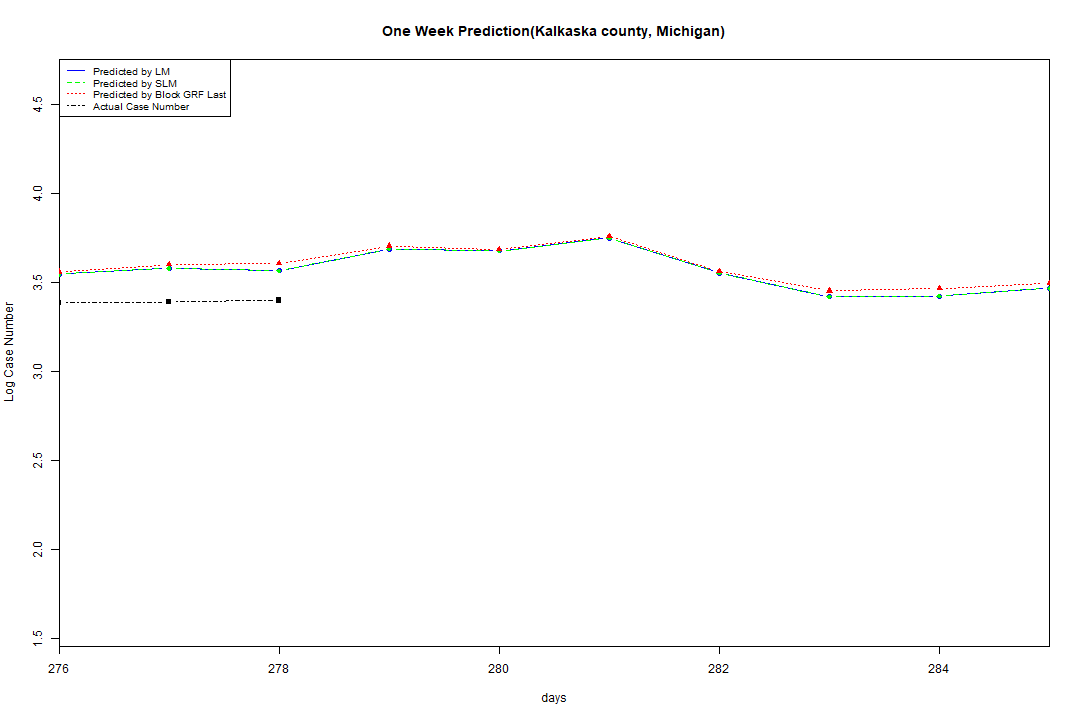 One Week Prediction(Kalkaska county, Michigan)
Predicted by LM
Predicted by SLM
Predicted by Block GRF Last
Actual Case Number
4.5
4.0
3.5
3.0
2.5
2.0
1.5
Log Case Number
276
278
280
282
284
days